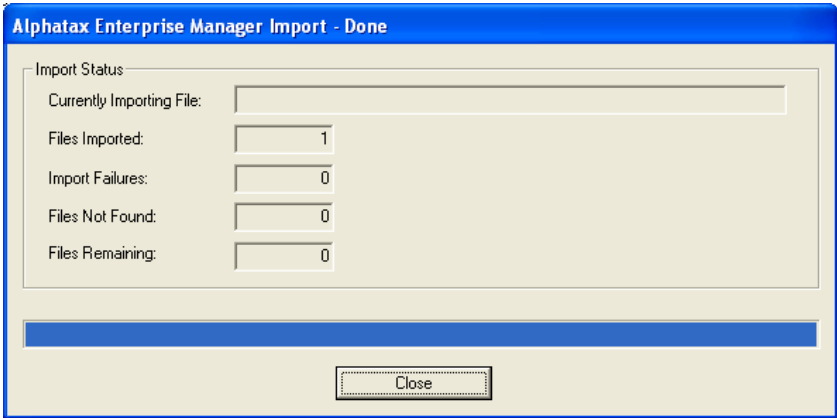 Alphatax Enterprise Manager Import - Done
Import Status
Currently Importing File:
Files Imported: 1
Import Failures: 0
Files Not Found: 0
Files Remaining: 0
Close